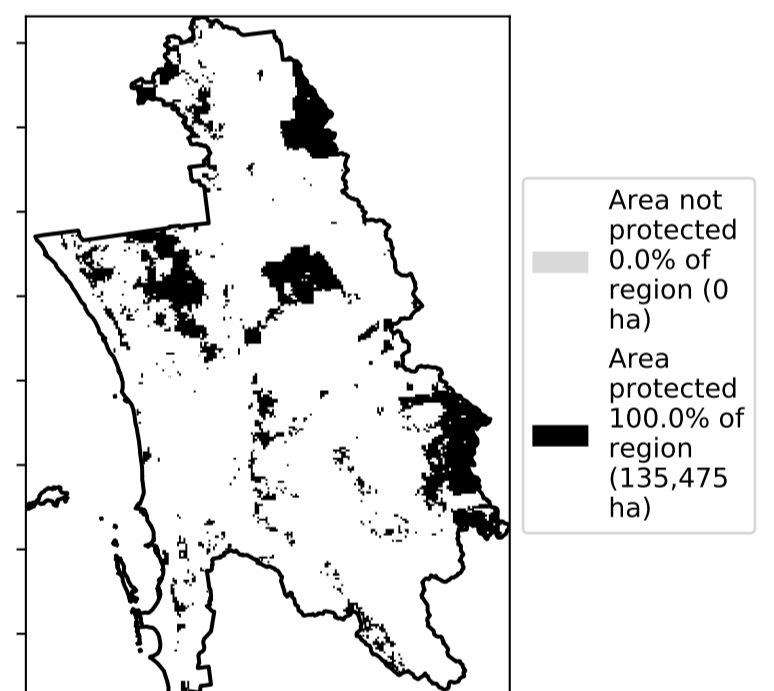 Area not
protected
0.0% of
region (0
ha)
Area
protected
100.0% of
region
(135,475
ha)